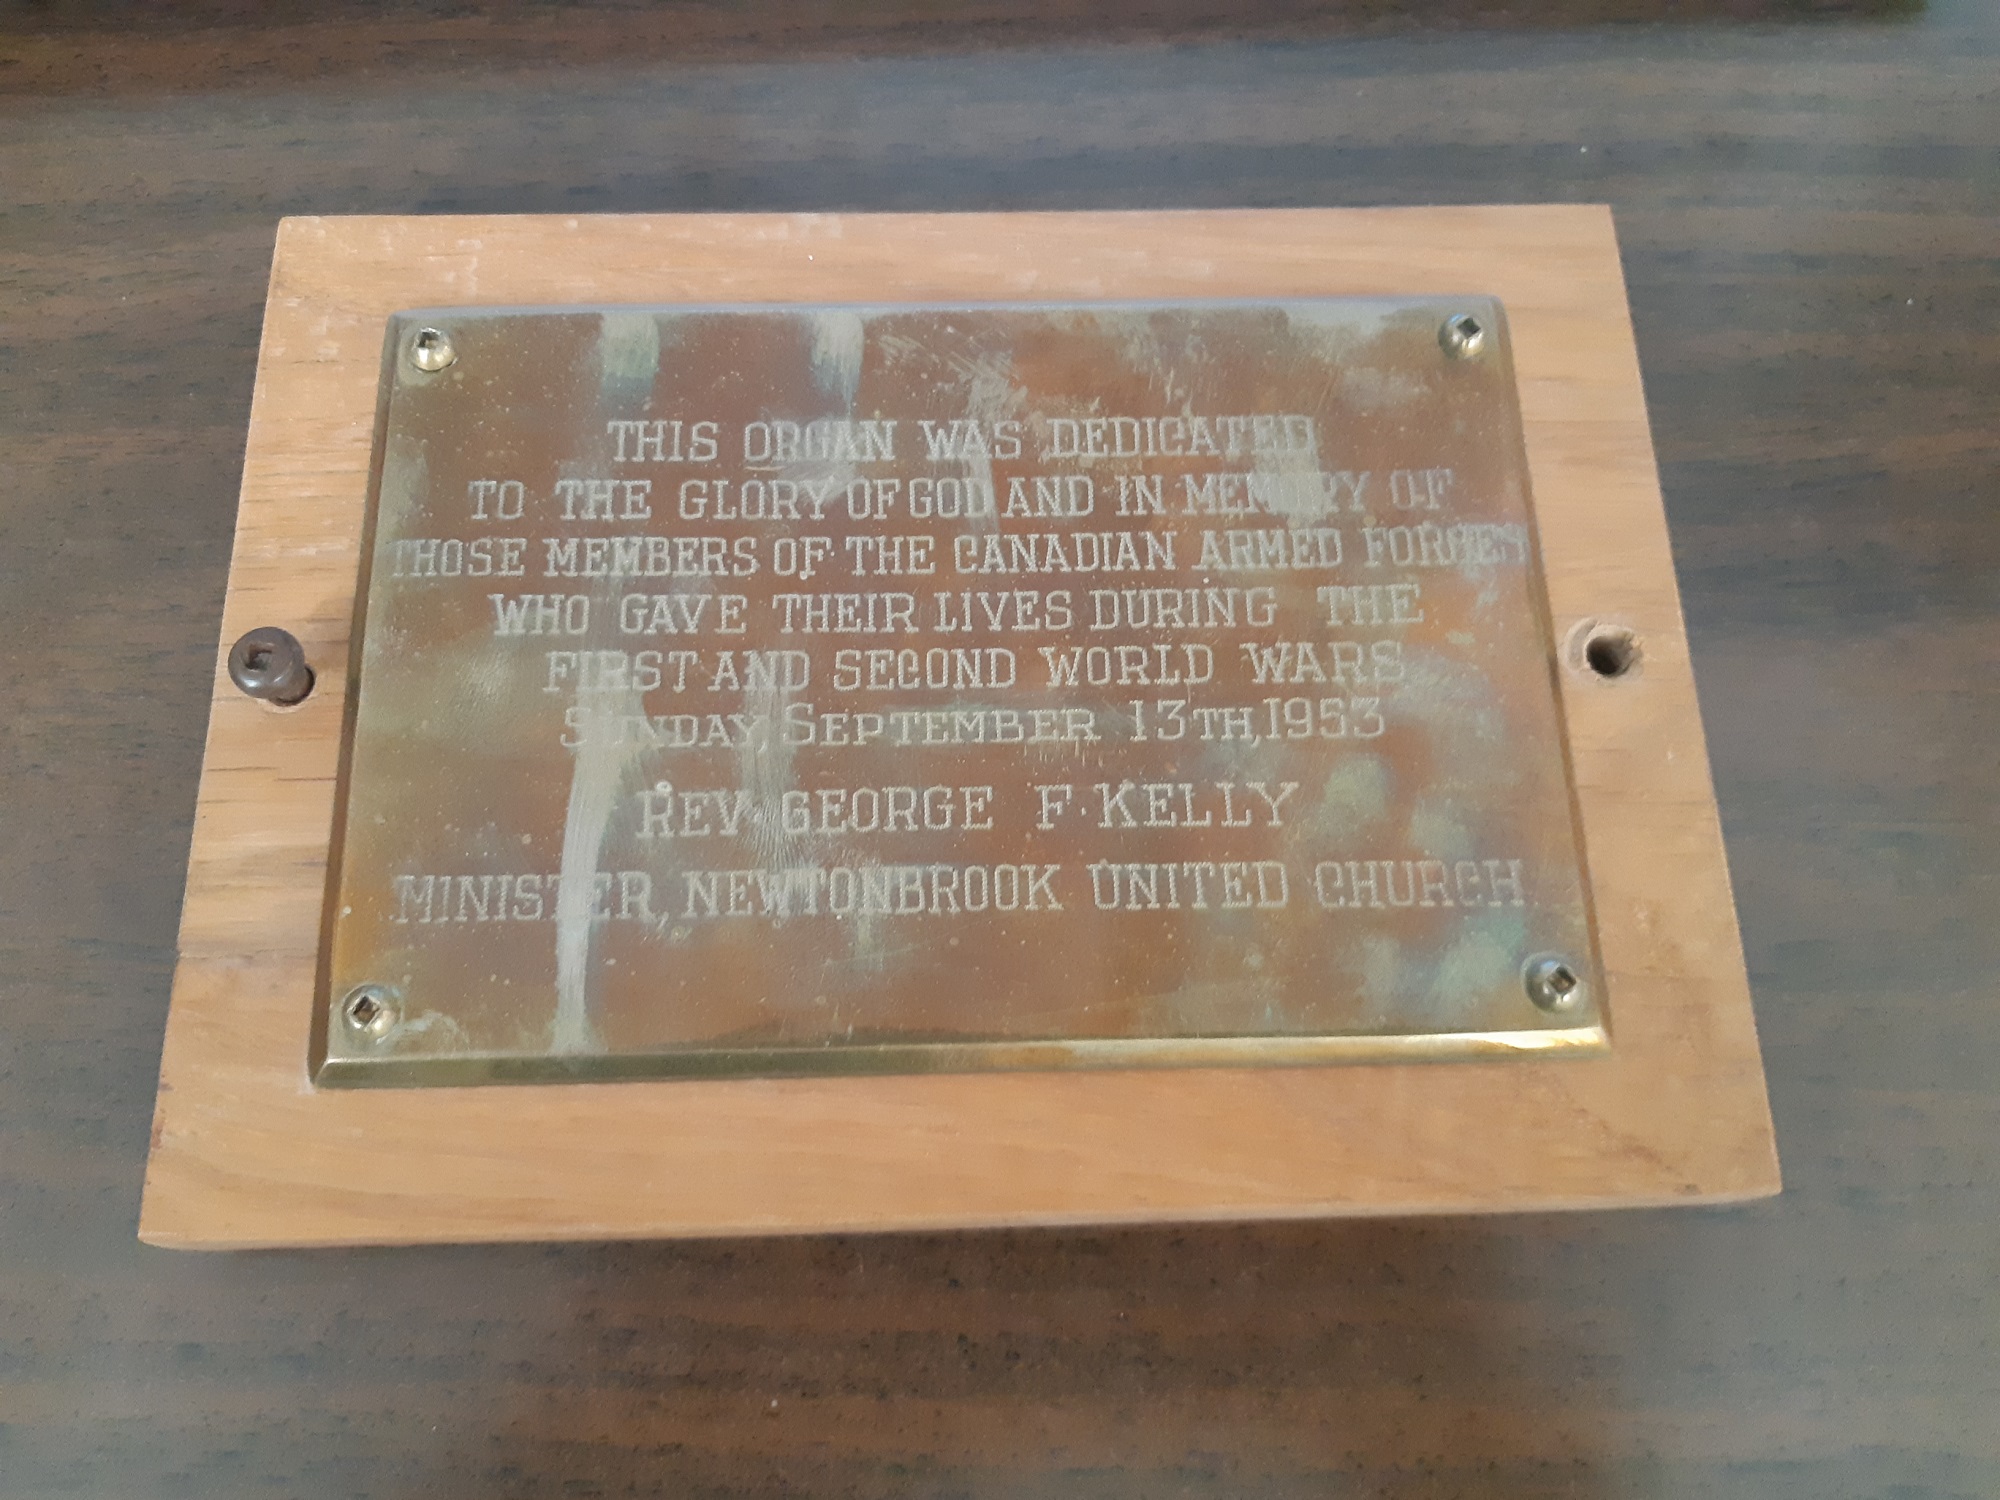 THIS ORGAN WAS DEDICATED
TO THE GLORY OF GOD AND IN MEMORY OF
THOSE MEMBERS OF THE CANADIAN ARMED FORCES
WHO GAVE THEIR LIVES DURING THE
FIRST AND SECOND WORLD WARS
SUNDAY, SEPTEMBER 13TH, 1953
REV. GEORGE F. KELLY
MINISTER, NEWTONBROOK UNITED CHURCH